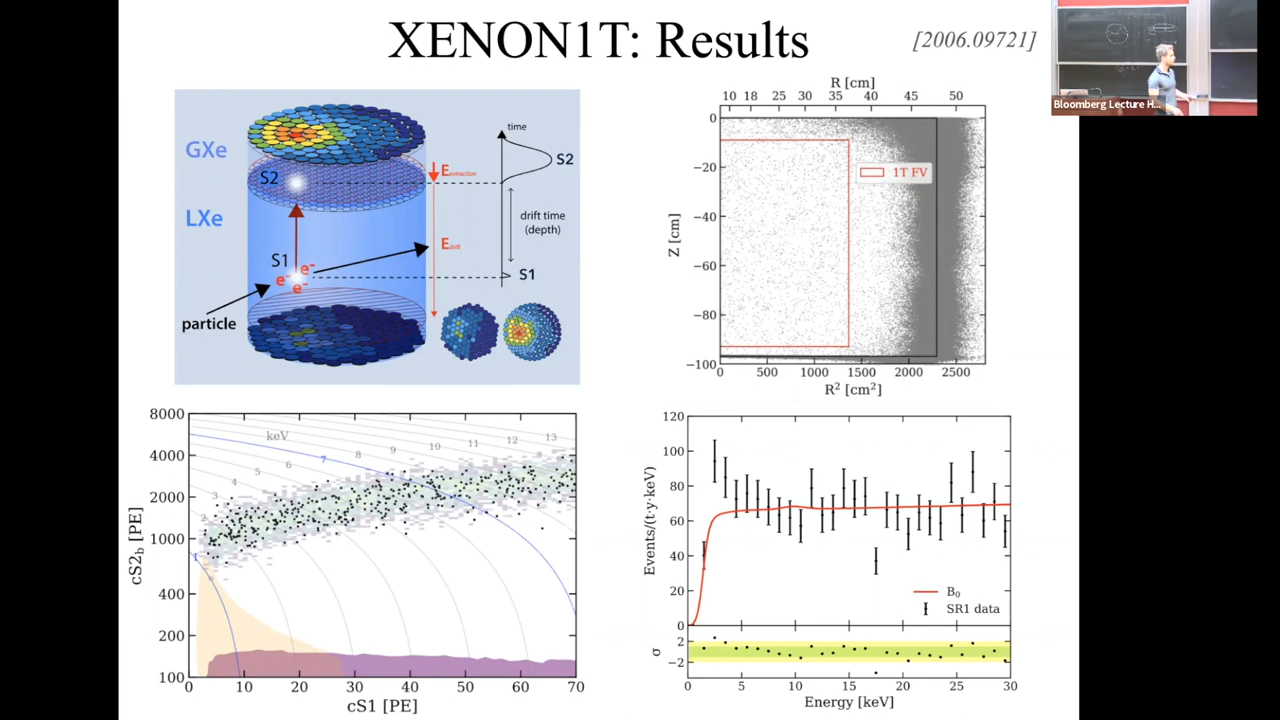 XENON1T: Results
[2006.09721]
Bloomberg Lecture H...
GXe
LXe
S2
S1
e-
e-
e-
particle
E extraction
E drift
time
S2
drift time
(depth)
S1
R [cm]
10 18 25 30 35 40 45 50
0
−20
−40
−60
−80
−100
Z [cm]
1T FV
0 500 1000 1500 2000 2500
R² [cm²]
8000
4000
2000
1000
400
200
100
cS2b [PE]
keV
1 2 3 4 5 6 7 8 9 10 11 12 13
0 10 20 30 40 50 60 70
cS1 [PE]
120
100
80
60
40
20
0
Events/(t·y·keV)
B₀
SR1 data
2
−2
σ
0 5 10 15 20 25 30
Energy [keV]